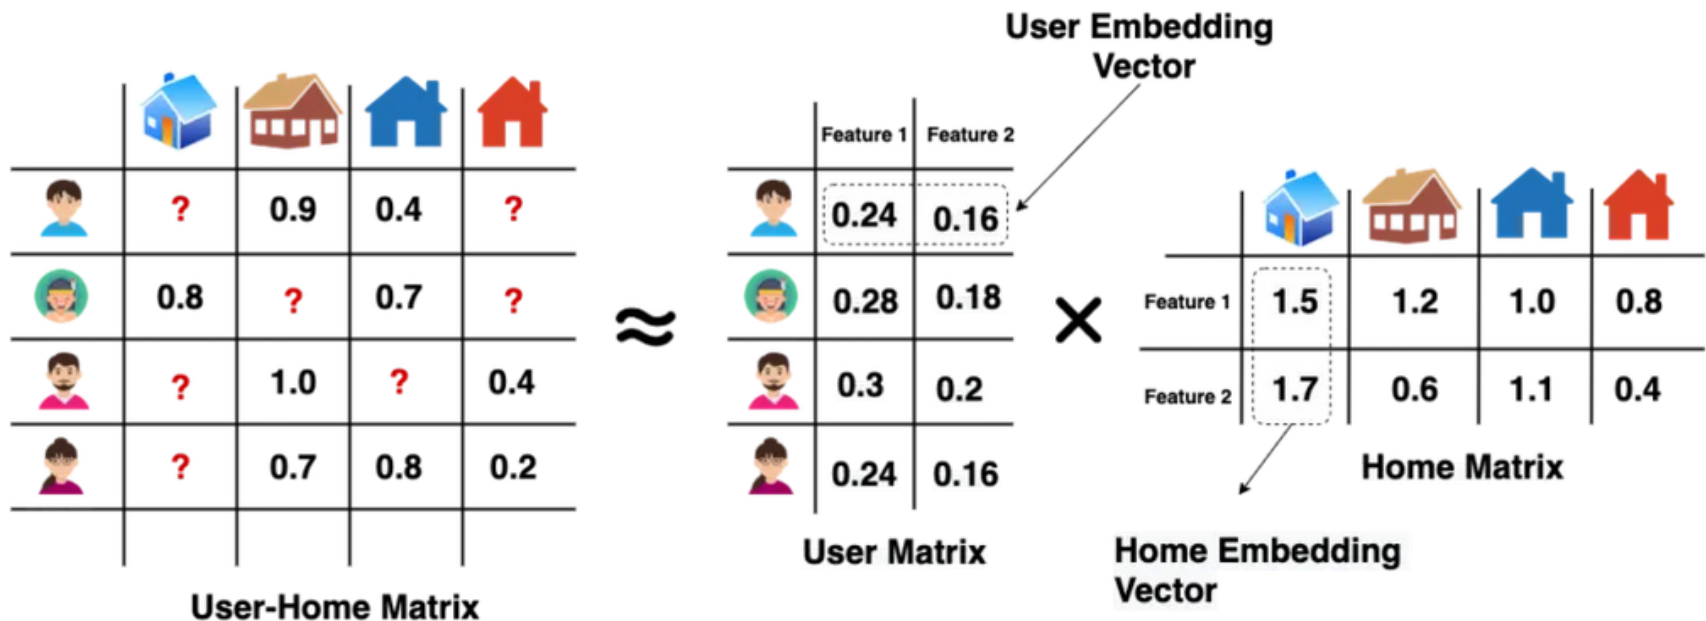 User Embedding
Vector
Feature 1 Feature 2
? 0.9 0.4 ?
0.24 0.16
0.8 ? 0.7 ?
0.28 0.18
Feature 1 1.5 1.2 1.0 0.8
≈
×
? 1.0 ? 0.4
0.3 0.2
Feature 2 1.7 0.6 1.1 0.4
? 0.7 0.8 0.2
0.24 0.16
Home Matrix
User Matrix
Home Embedding
Vector
User-Home Matrix